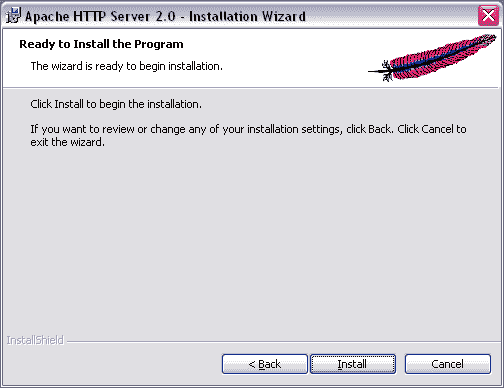 Apache HTTP Server 2.0 - Installation Wizard
Ready to Install the Program
The wizard is ready to begin installation.
Click Install to begin the installation.
If you want to review or change any of your installation settings, click Back. Click Cancel to
exit the wizard.
InstallShield
< Back
Install
Cancel